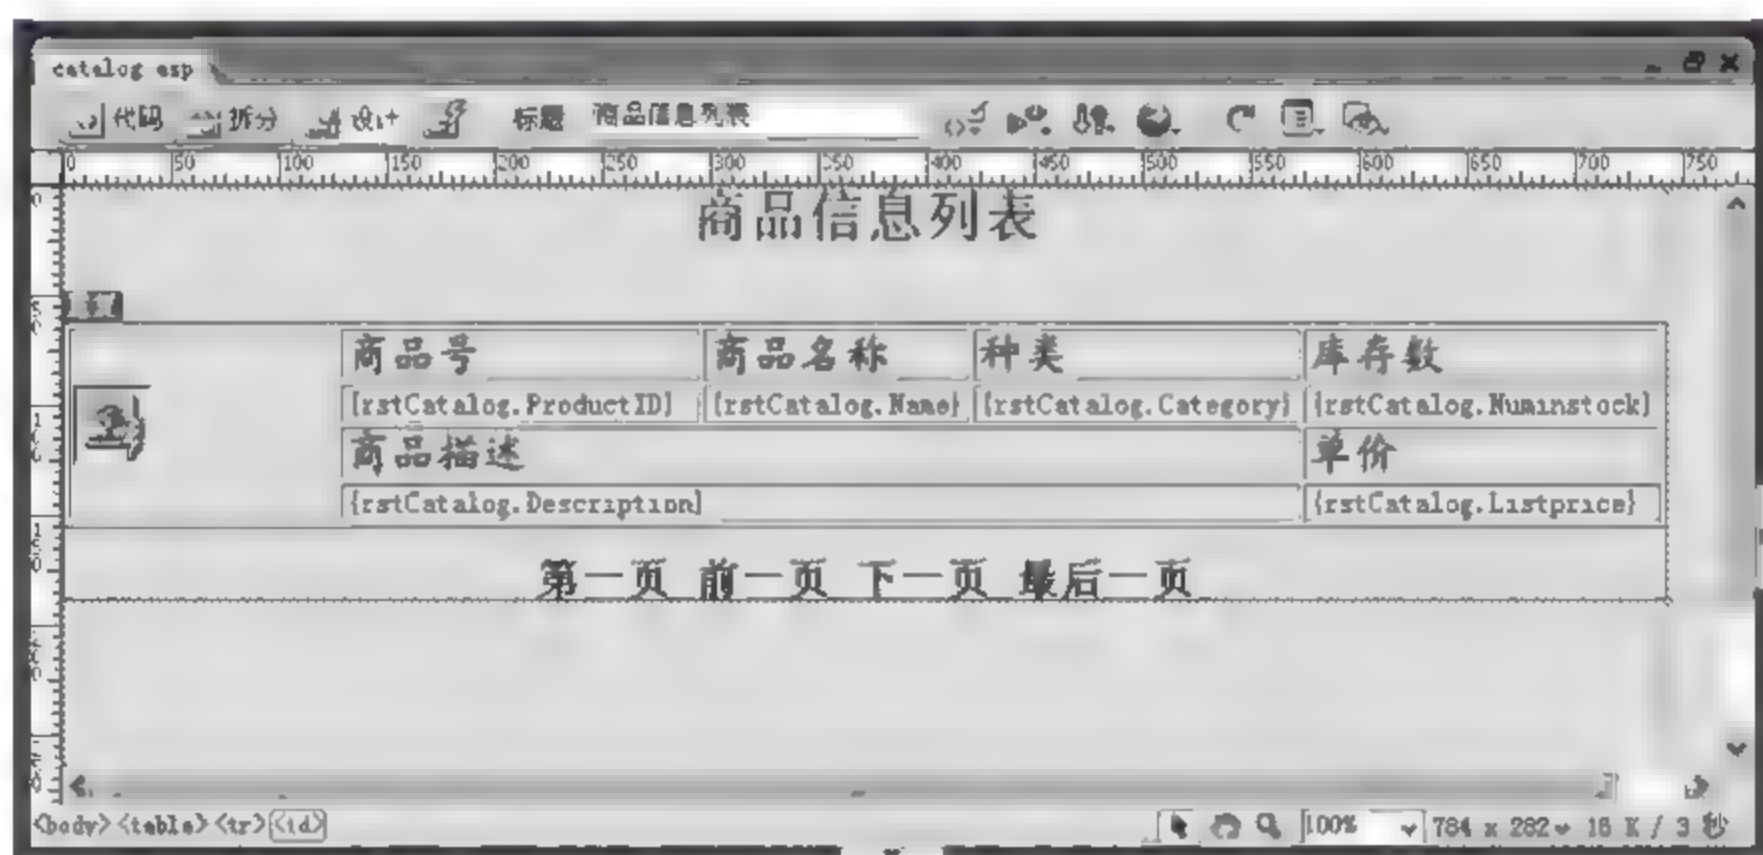 catalog asp
代码 拆分 设计 标题 商品信息列表
0 50 100 150 200 250 300 350 400 450 500 550 600 650 700 750
商品信息列表
商品号 商品名称 种类 库存数
{rstCatalog.ProductID} {rstCatalog.Name} {rstCatalog.Category} {rstCatalog.Numinstock}
商品描述 单价
{rstCatalog.Description} {rstCatalog.Listprice}
第一页 前一页 下一页 最后一页
<body> <table> <tr> <td> 100% 784 x 282 16 K / 3 秒